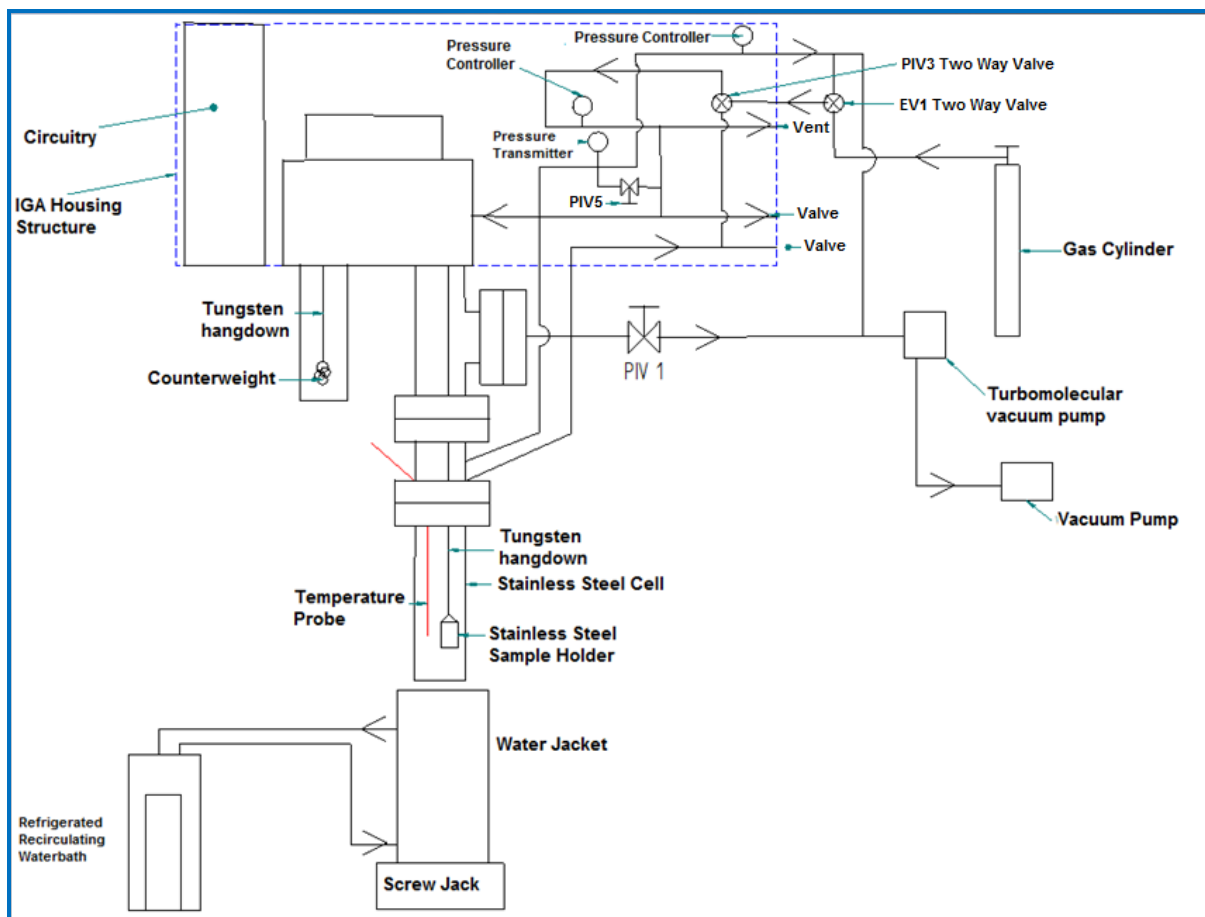 Pressure Controller
Pressure
Controller
PIV3 Two Way Valve
EV1 Two Way Valve
Circuitry
Vent
Pressure
Transmitter
IGA Housing
Structure
PIV5
Valve
Valve
Gas Cylinder
Tungsten
hangdown
Counterweight
PIV 1
Turbomolecular
vacuum pump
Vacuum Pump
Tungsten
hangdown
Stainless Steel Cell
Temperature
Probe
Stainless Steel
Sample Holder
Water Jacket
Refrigerated
Recirculating
Waterbath
Screw Jack